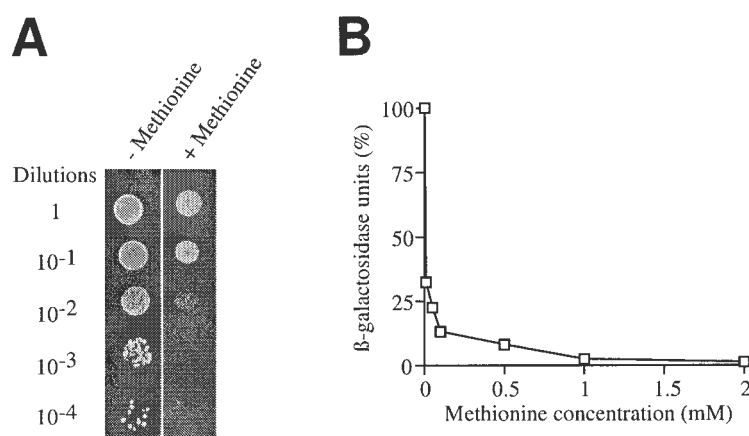 A
- Methionine
+ Methionine
Dilutions
1
10-1
10-2
10-3
10-4
B
ß-galactosidase units (%)
100
75
50
25
0
0
0.5
1
1.5
2
Methionine concentration (mM)